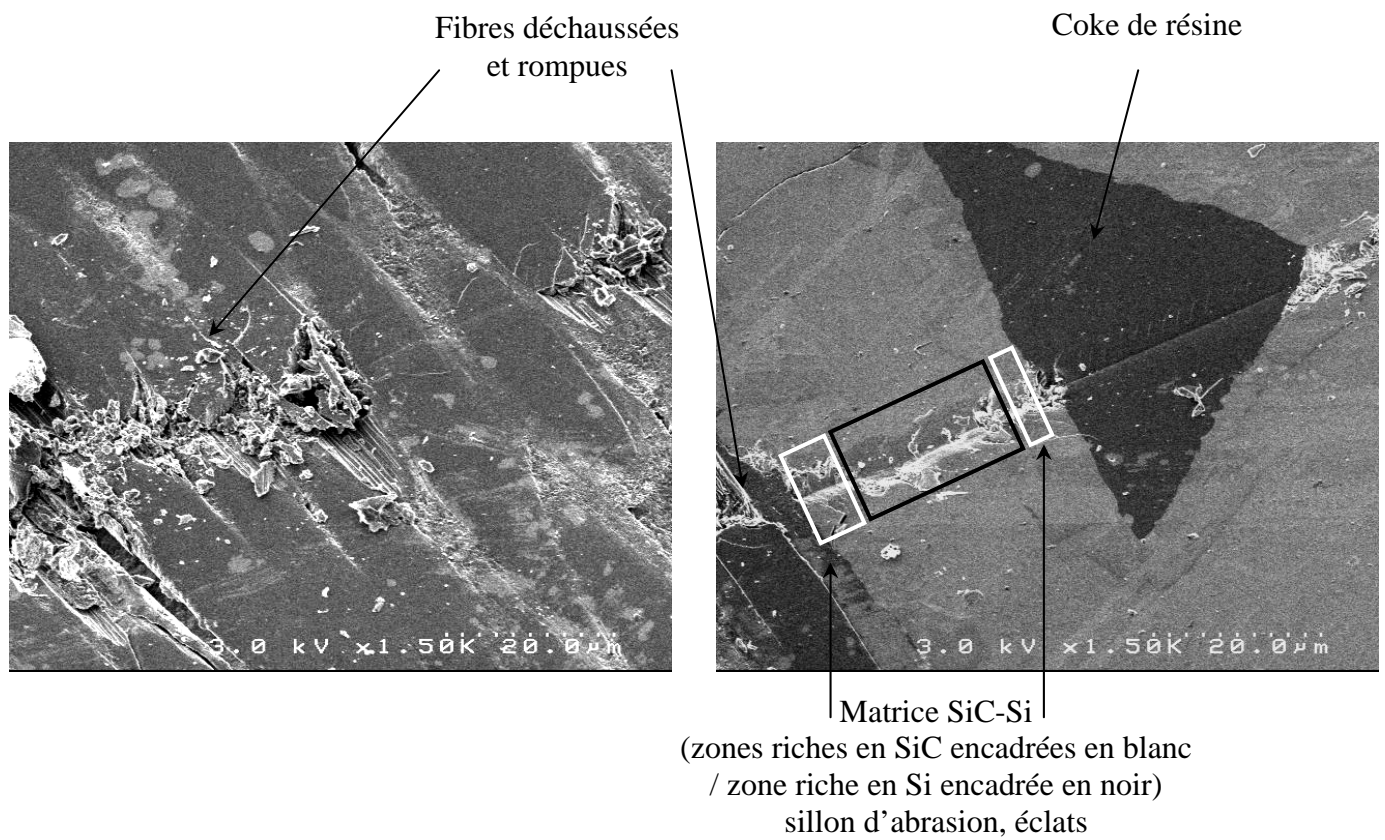 Fibres déchaussées
et rompues
Coke de résine
3.0 kV x1.50K 20.0µm
3.0 kV x1.50K 20.0µm
Matrice SiC-Si
(zones riches en SiC encadrées en blanc
/ zone riche en Si encadrée en noir)
sillon d'abrasion, éclats